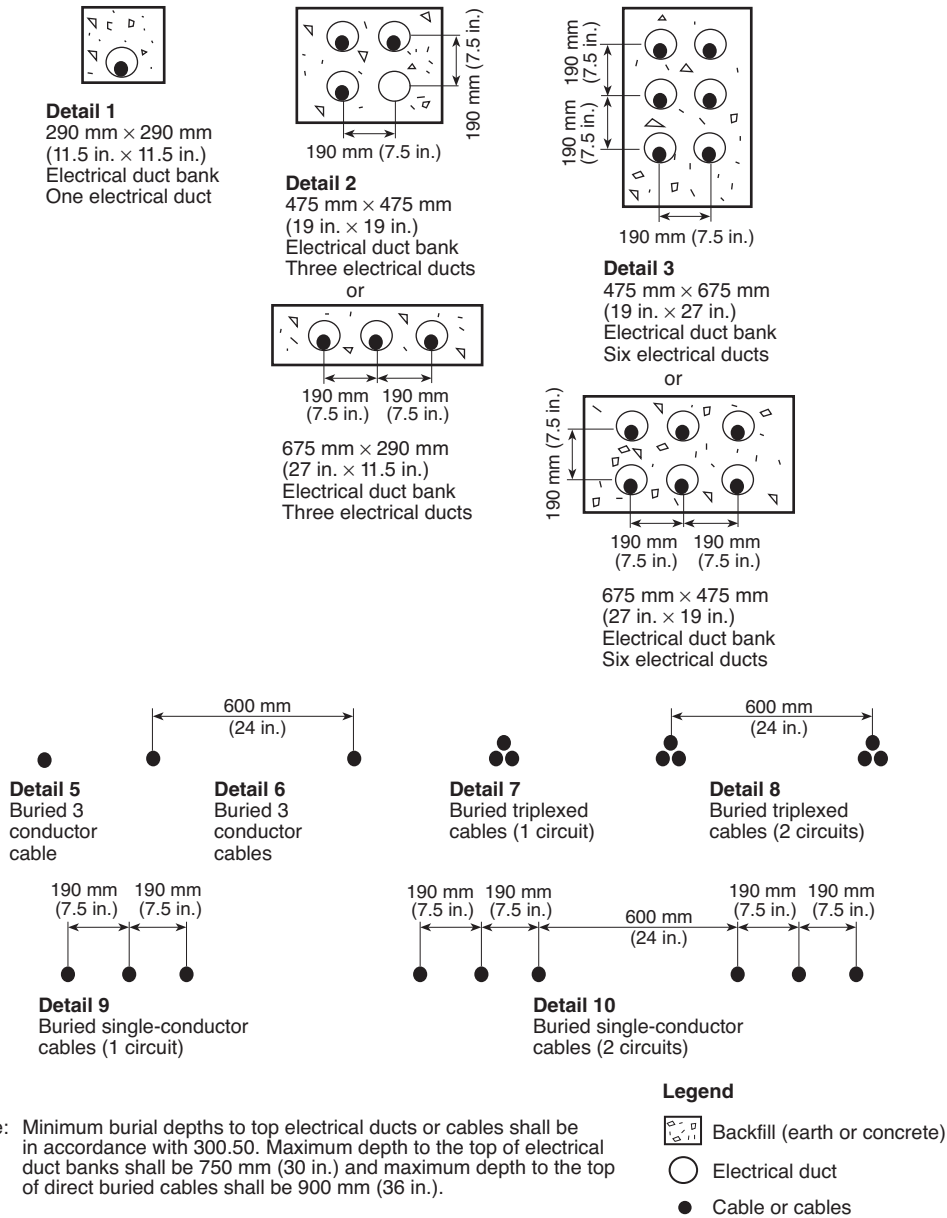 Detail 1
290 mm × 290 mm
(11.5 in. × 11.5 in.)
Electrical duct bank
One electrical duct
190 mm (7.5 in.)
190 mm (7.5 in.)
Detail 2
475 mm × 475 mm
(19 in. × 19 in.)
Electrical duct bank
Three electrical ducts
or
190 mm
(7.5 in.)
190 mm
(7.5 in.)
675 mm × 290 mm
(27 in. × 11.5 in.)
Electrical duct bank
Three electrical ducts
190 mm
(7.5 in.)
190 mm
(7.5 in.)
190 mm (7.5 in.)
Detail 3
475 mm × 675 mm
(19 in. × 27 in.)
Electrical duct bank
Six electrical ducts
or
190 mm (7.5 in.)
190 mm
(7.5 in.)
190 mm
(7.5 in.)
675 mm × 475 mm
(27 in. × 19 in.)
Electrical duct bank
Six electrical ducts
600 mm
(24 in.)
600 mm
(24 in.)
Detail 5
Buried 3
conductor
cable
Detail 6
Buried 3
conductor
cables
Detail 7
Buried triplexed
cables (1 circuit)
Detail 8
Buried triplexed
cables (2 circuits)
190 mm
(7.5 in.)
190 mm
(7.5 in.)
Detail 9
Buried single-conductor
cables (1 circuit)
190 mm
(7.5 in.)
190 mm
(7.5 in.)
600 mm
(24 in.)
190 mm
(7.5 in.)
190 mm
(7.5 in.)
Detail 10
Buried single-conductor
cables (2 circuits)
e: Minimum burial depths to top electrical ducts or cables shall be
in accordance with 300.50. Maximum depth to the top of electrical
duct banks shall be 750 mm (30 in.) and maximum depth to the top
of direct buried cables shall be 900 mm (36 in.).
Legend
Backfill (earth or concrete)
Electrical duct
Cable or cables